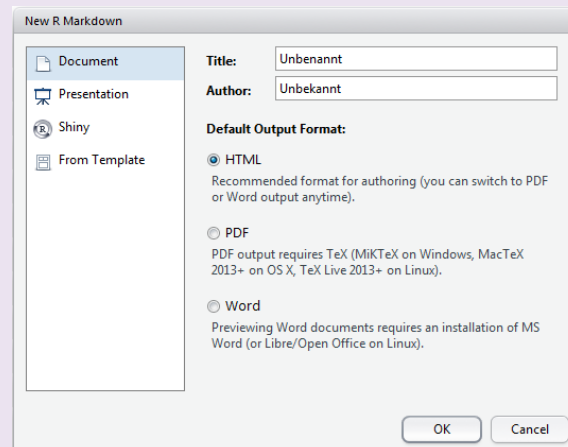 New R Markdown
Document
Presentation
Shiny
From Template
Title: Unbenannt
Author: Unbekannt
Default Output Format:
HTML
Recommended format for authoring (you can switch to PDF
or Word output anytime).
PDF
PDF output requires TeX (MiKTeX on Windows, MacTeX
2013+ on OS X, TeX Live 2013+ on Linux).
Word
Previewing Word documents requires an installation of MS
Word (or Libre/Open Office on Linux).
OK Cancel